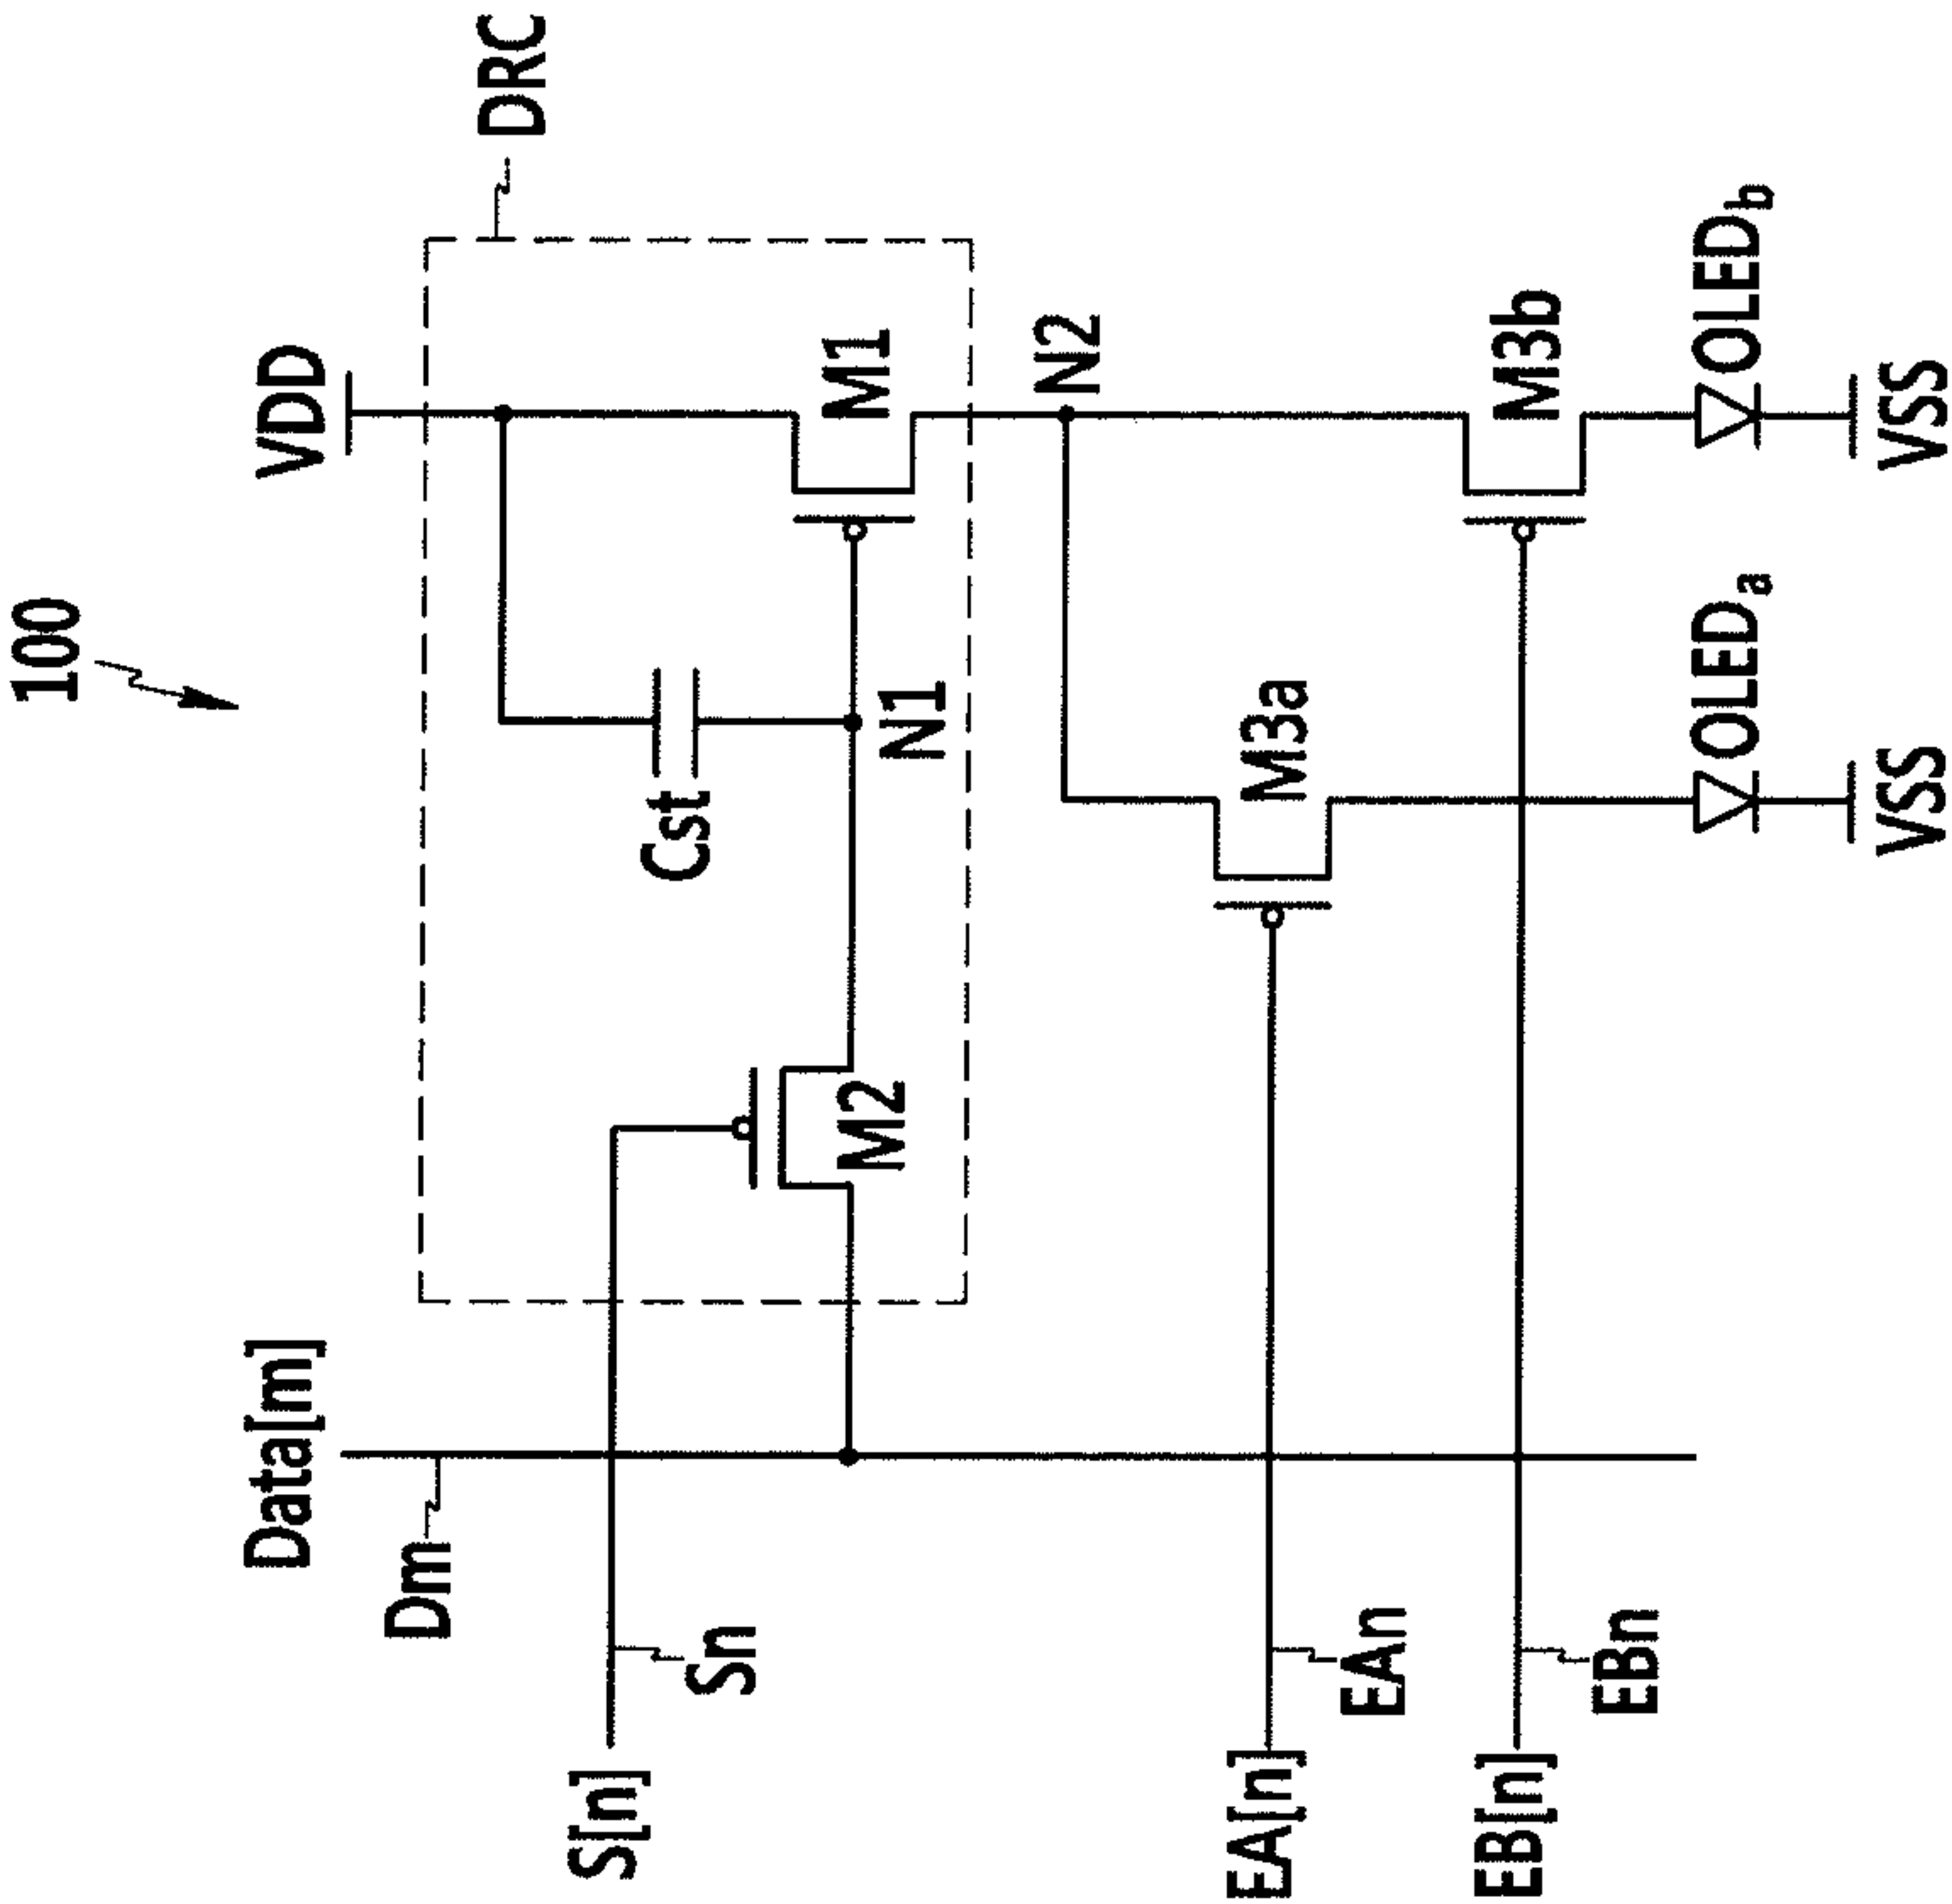 100
Data[m]
VDD
Dm
DRC
S[n]
Sn
Cst
M1
M2
N1
N2
EA[n]
EAn
M3a
EB[n]
EBn
M3b
OLEDa
OLEDb
VSS
VSS